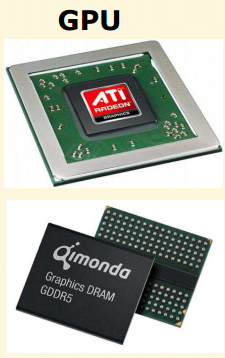 GPU
ATI
RADEON
GRAPHICS
Qimonda
Graphics DRAM
GDDR5